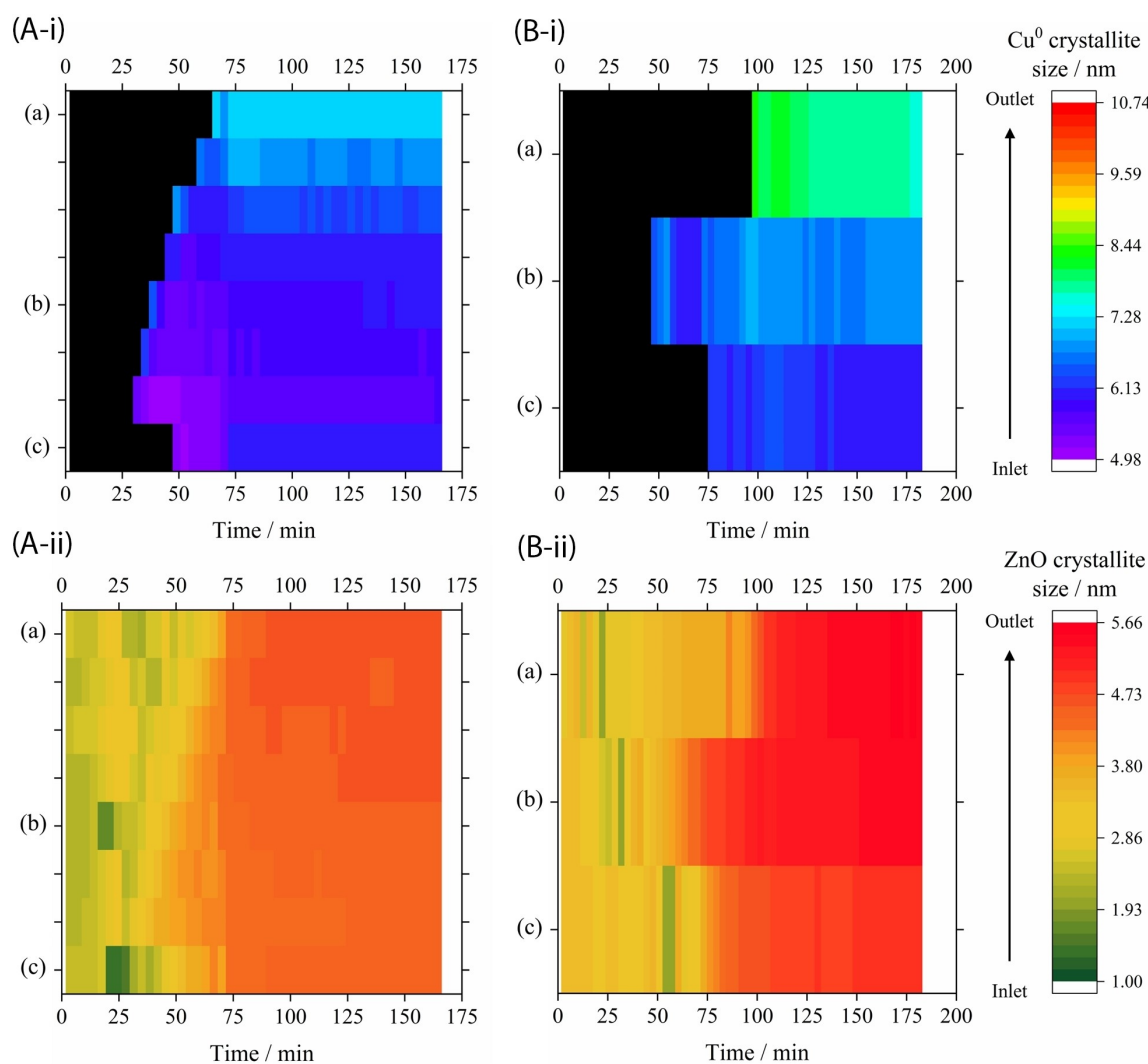 (A-i)
0 25 50 75 100 125 150 175
(a)
(b)
(c)
0 25 50 75 100 125 150 175
Time / min
(B-i)
0 25 50 75 100 125 150 175 200
(a)
(b)
(c)
0 25 50 75 100 125 150 175 200
Time / min
Cu⁰ crystallite
size / nm
Outlet
Inlet
10.74
9.59
8.44
7.28
6.13
4.98
(A-ii)
0 25 50 75 100 125 150 175
(a)
(b)
(c)
0 25 50 75 100 125 150 175
Time / min
(B-ii)
0 25 50 75 100 125 150 175 200
(a)
(b)
(c)
0 25 50 75 100 125 150 175 200
Time / min
ZnO crystallite
size / nm
Outlet
Inlet
5.66
4.73
3.80
2.86
1.93
1.00